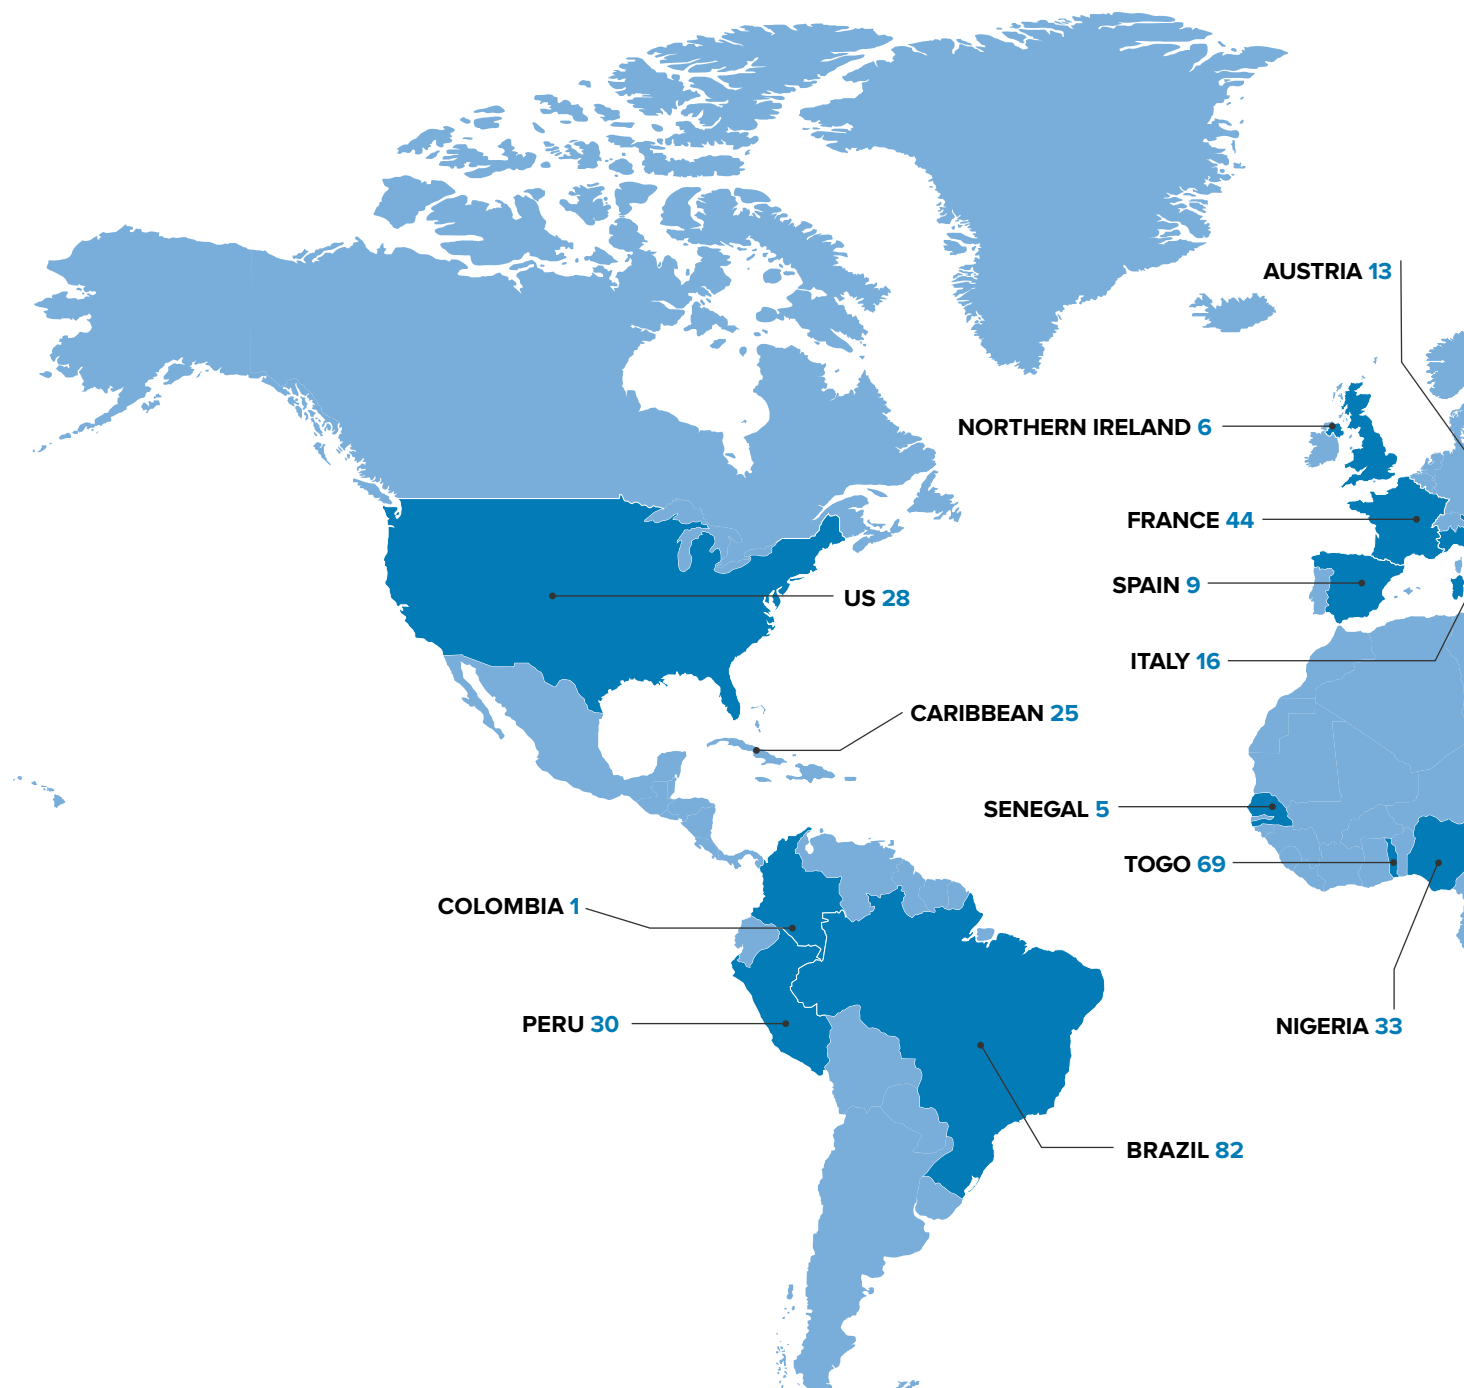 AUSTRIA 13
NORTHERN IRELAND 6
FRANCE 44
SPAIN 9
US 28
ITALY 16
CARIBBEAN 25
SENEGAL 5
TOGO 69
COLOMBIA 1
PERU 30
NIGERIA 33
BRAZIL 82